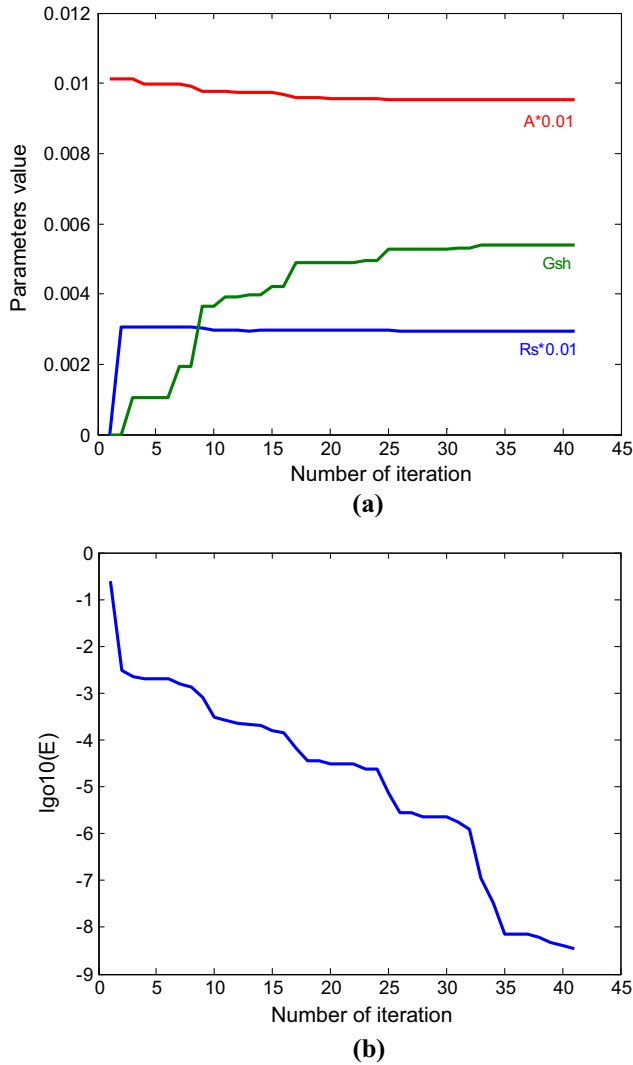 0.012
0.01
0.008
0.006
0.004
0.002
0
Parameters value
A*0.01
Gsh
Rs*0.01
0 5 10 15 20 25 30 35 40 45
Number of iteration
(a)
0
-1
-2
-3
-4
-5
-6
-7
-8
-9
lgo10(E)
0 5 10 15 20 25 30 35 40 45
Number of iteration
(b)